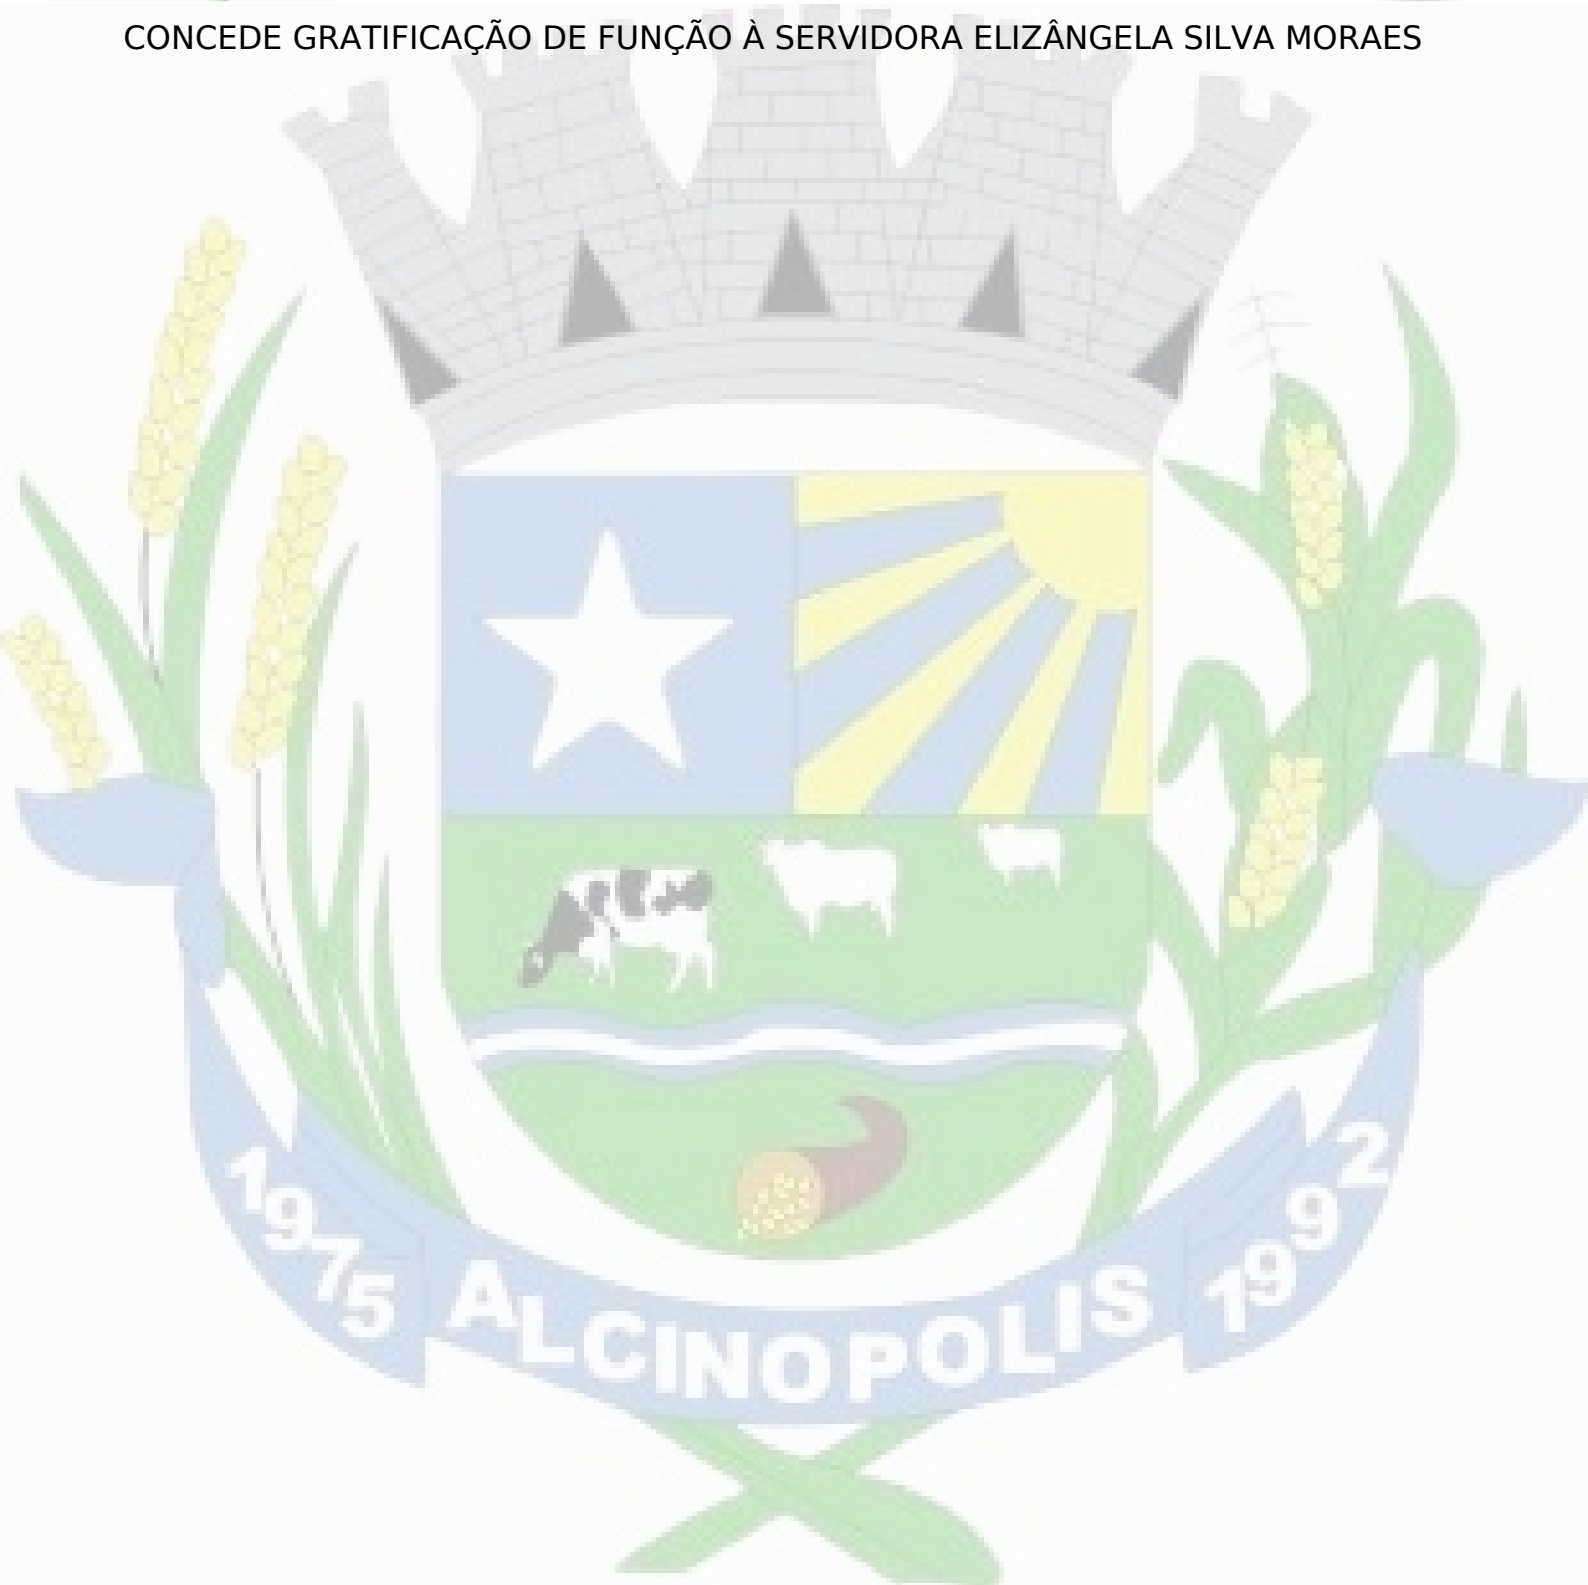 CONCEDE GRATIFICAÇÃO DE FUNÇÃO À SERVIDORA ELIZÂNGELA SILVA MORAES
1975 ALCINOPOLIS 1992